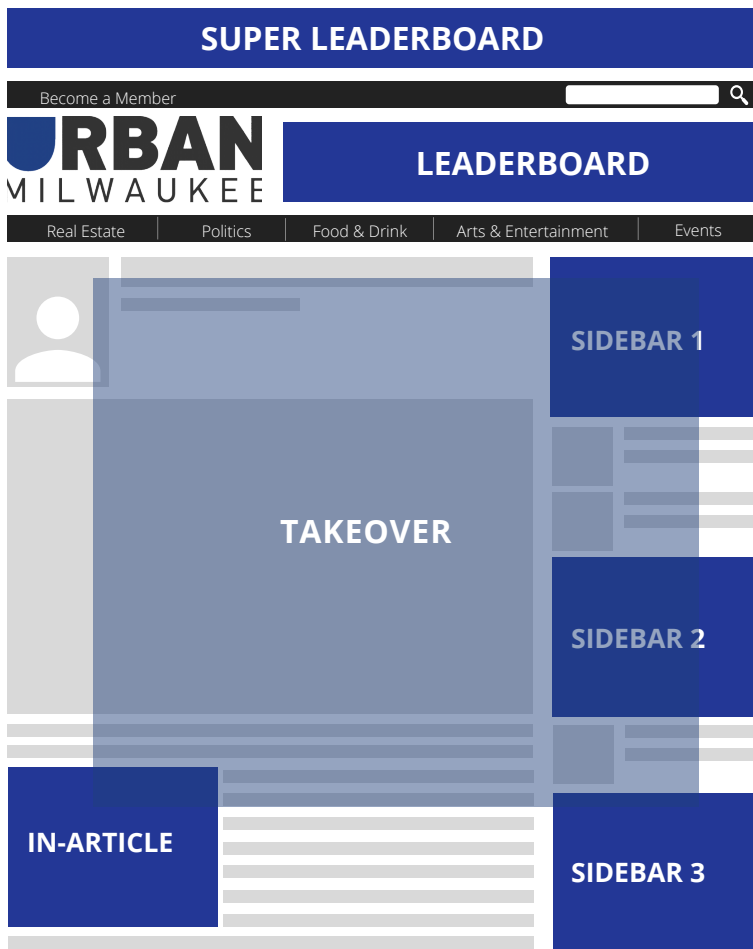 SUPER LEADERBOARD
Become a Member
URBAN
MILWAUKEE
LEADERBOARD
Real Estate
Politics
Food & Drink
Arts & Entertainment
Events
SIDEBAR 1
TAKEOVER
SIDEBAR 2
IN-ARTICLE
SIDEBAR 3